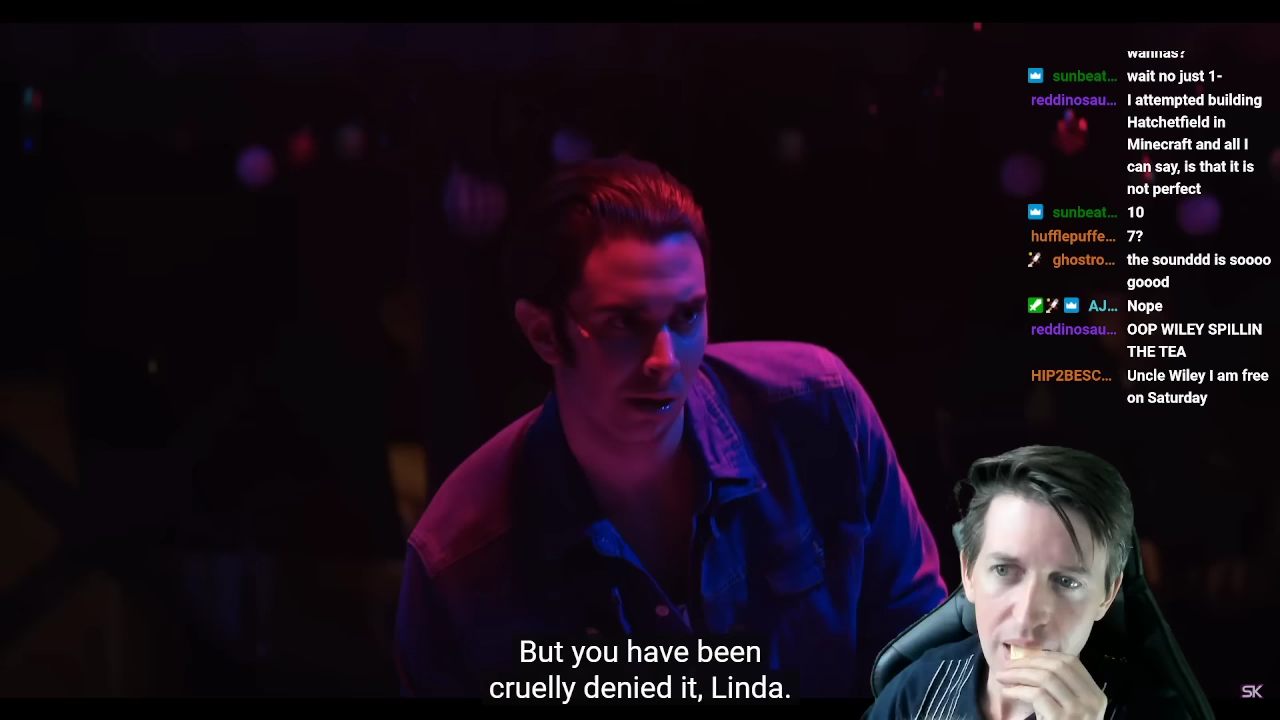 wannas?
sunbeat... wait no just 1-
reddinosau... I attempted building
Hatchetfield in
Minecraft and all I
can say, is that it is
not perfect
sunbeat... 10
hufflepuffe... 7?
ghostro... the sounddd is soooo
goood
AJ... Nope
reddinosau... OOP WILEY SPILLIN
THE TEA
HIP2BESC... Uncle Wiley I am free
on Saturday
But you have been
cruelly denied it, Linda.
SK